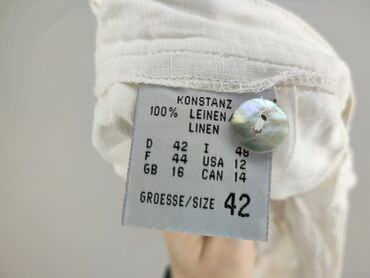 KONSTANZ
100% LEINEN/
LINEN
D 42 I 48
F 44 USA 12
GB 16 CAN 14
GROESSE/SIZE 42